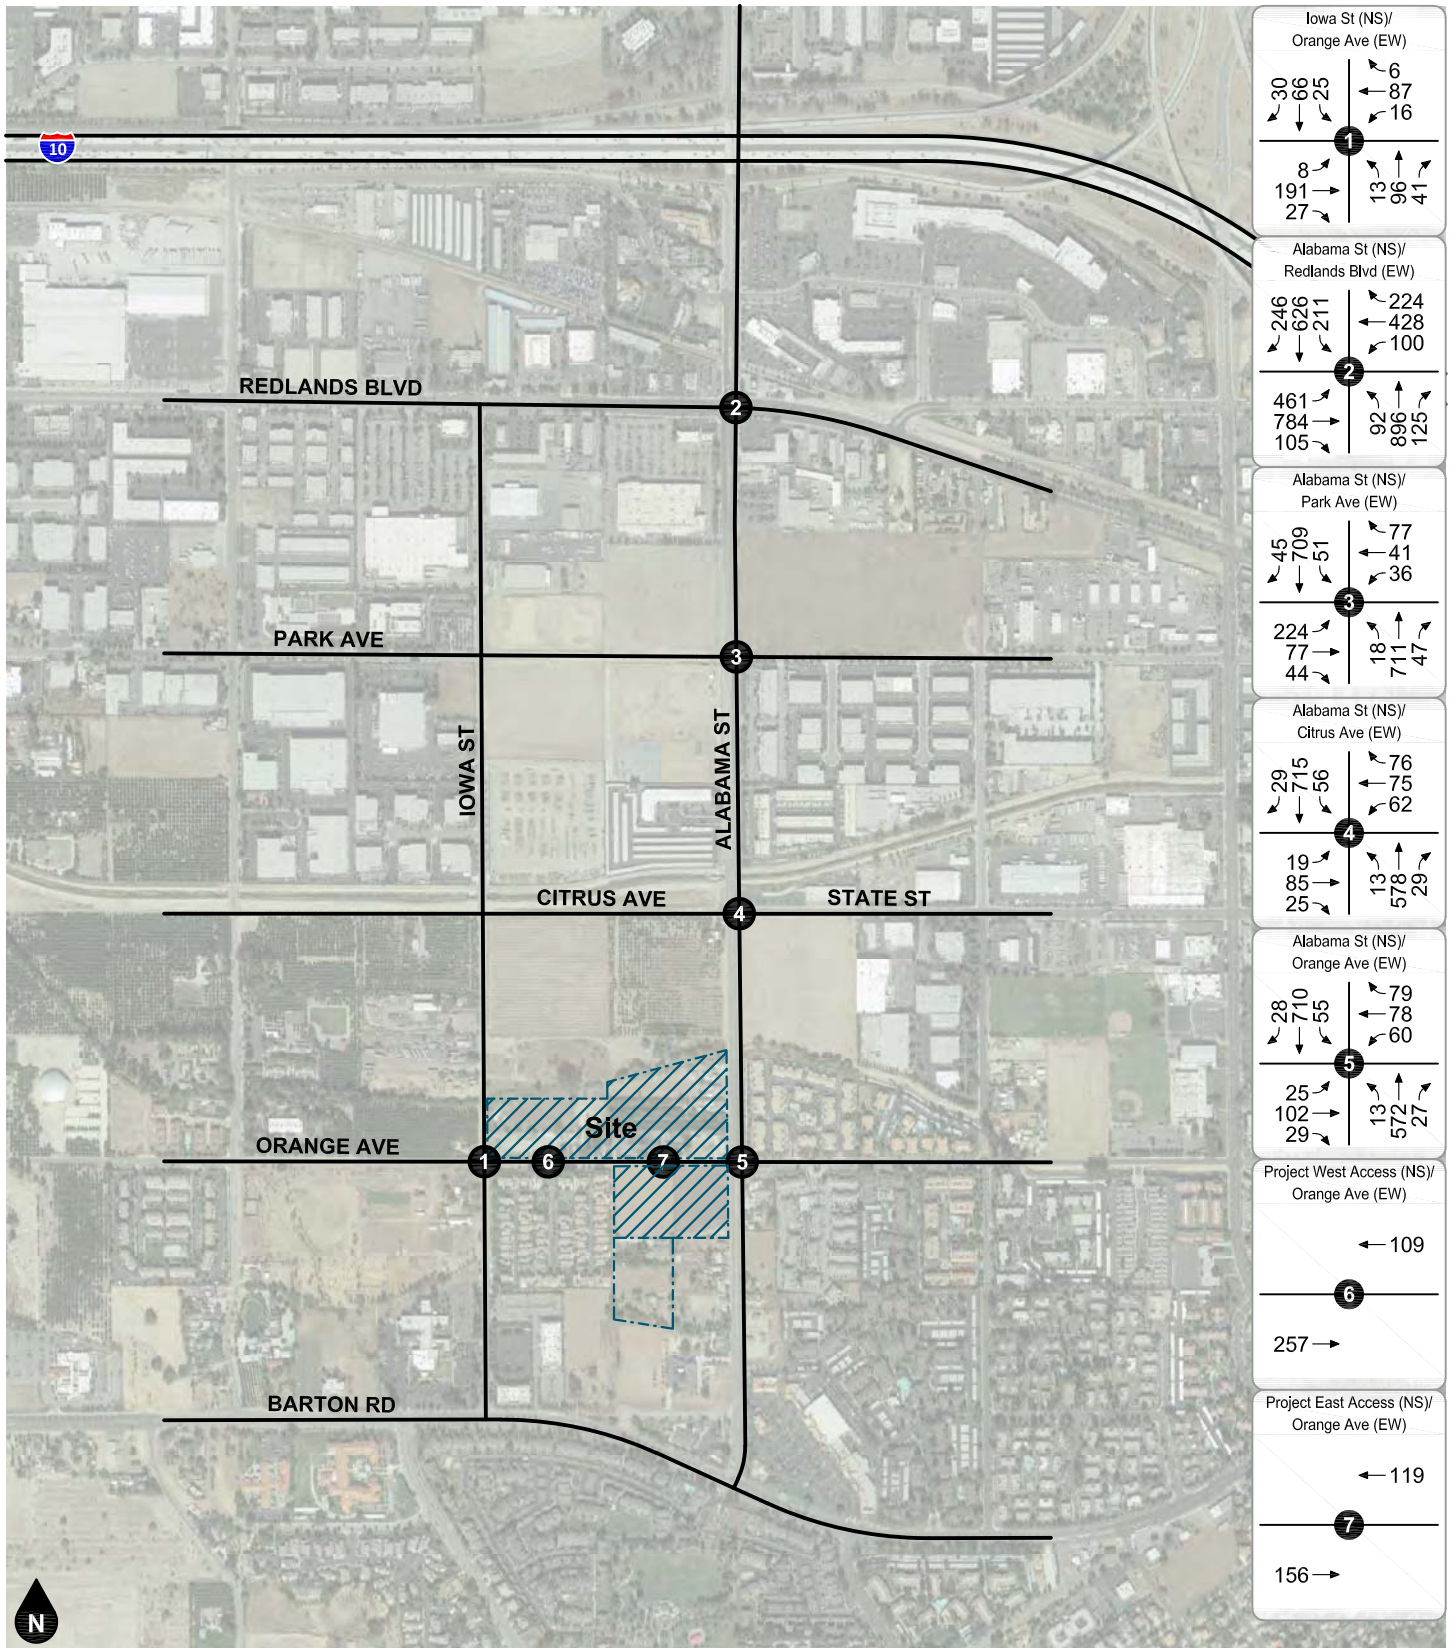 10
REDLANDS BLVD
2
PARK AVE
3
IOWA ST
ALABAMA ST
CITRUS AVE
STATE ST
4
Site
ORANGE AVE
1
6
7
5
BARTON RD
N
Iowa St (NS)/
Orange Ave (EW)
30 66 25
6
87
16
1
8
191
27
13 96 41
Alabama St (NS)/
Redlands Blvd (EW)
246 626 211
224
428
100
2
461
784
105
92 896 125
Alabama St (NS)/
Park Ave (EW)
45 709 51
77
41
36
3
224
77
44
18 711 47
Alabama St (NS)/
Citrus Ave (EW)
29 715 56
76
75
62
4
19
85
25
13 578 29
Alabama St (NS)/
Orange Ave (EW)
28 710 55
79
78
60
5
25
102
29
13 572 27
Project West Access (NS)/
Orange Ave (EW)
109
6
257
Project East Access (NS)/
Orange Ave (EW)
119
7
156